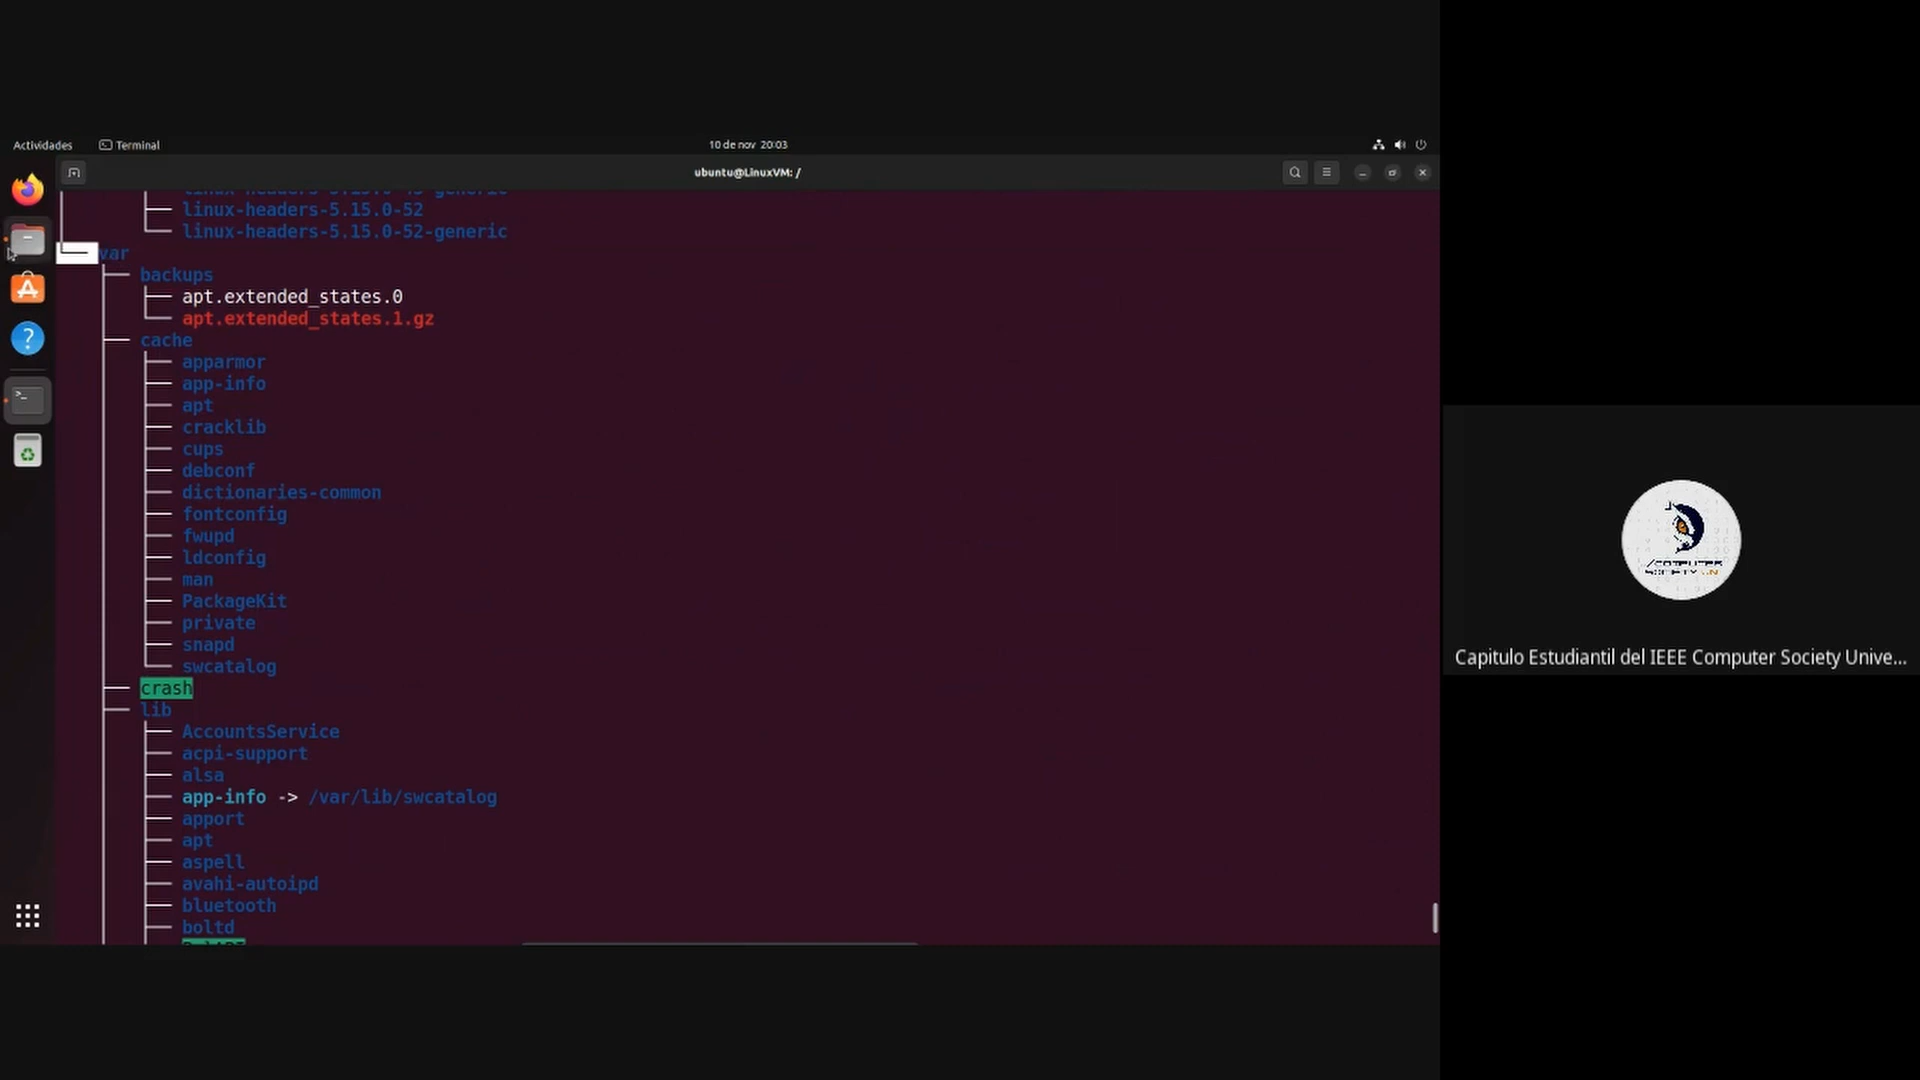 Actividades
Terminal
10 de nov 20:03
ubuntu@LinuxVM: /
linux-headers-5.15.0-52
linux-headers-5.15.0-52-generic
var
backups
apt.extended_states.0
apt.extended_states.1.gz
cache
apparmor
app-info
apt
cracklib
cups
debconf
dictionaries-common
fontconfig
fwupd
ldconfig
man
PackageKit
private
snapd
swcatalog
crash
lib
AccountsService
acpi-support
alsa
app-info -> /var/lib/swcatalog
apport
apt
aspell
avahi-autoipd
bluetooth
boltd
Capitulo Estudiantil del IEEE Computer Society Unive...